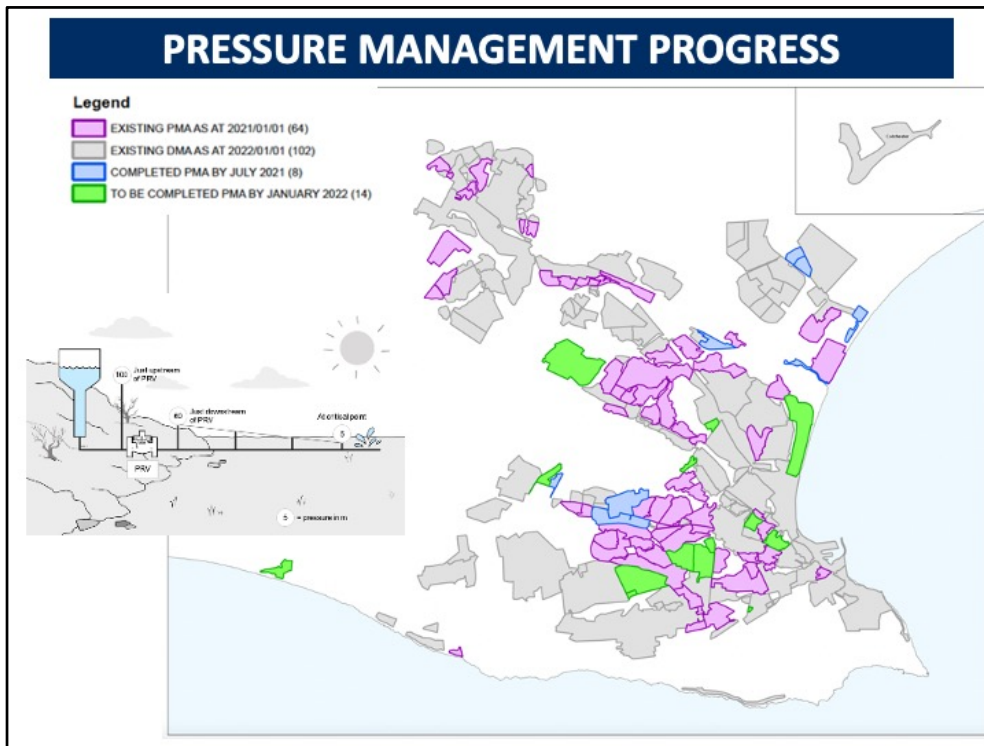 PRESSURE MANAGEMENT PROGRESS
Legend
EXISTING PMA AS AT 2021/01/01 (64)
EXISTING DMA AS AT 2022/01/01 (102)
COMPLETED PMA BY JULY 2021 (8)
TO BE COMPLETED PMA BY JANUARY 2022 (14)
100
Just upstream
of PRV
60
Just downstream
of PRV
At critical point
5
PRV
5
= pressure in m